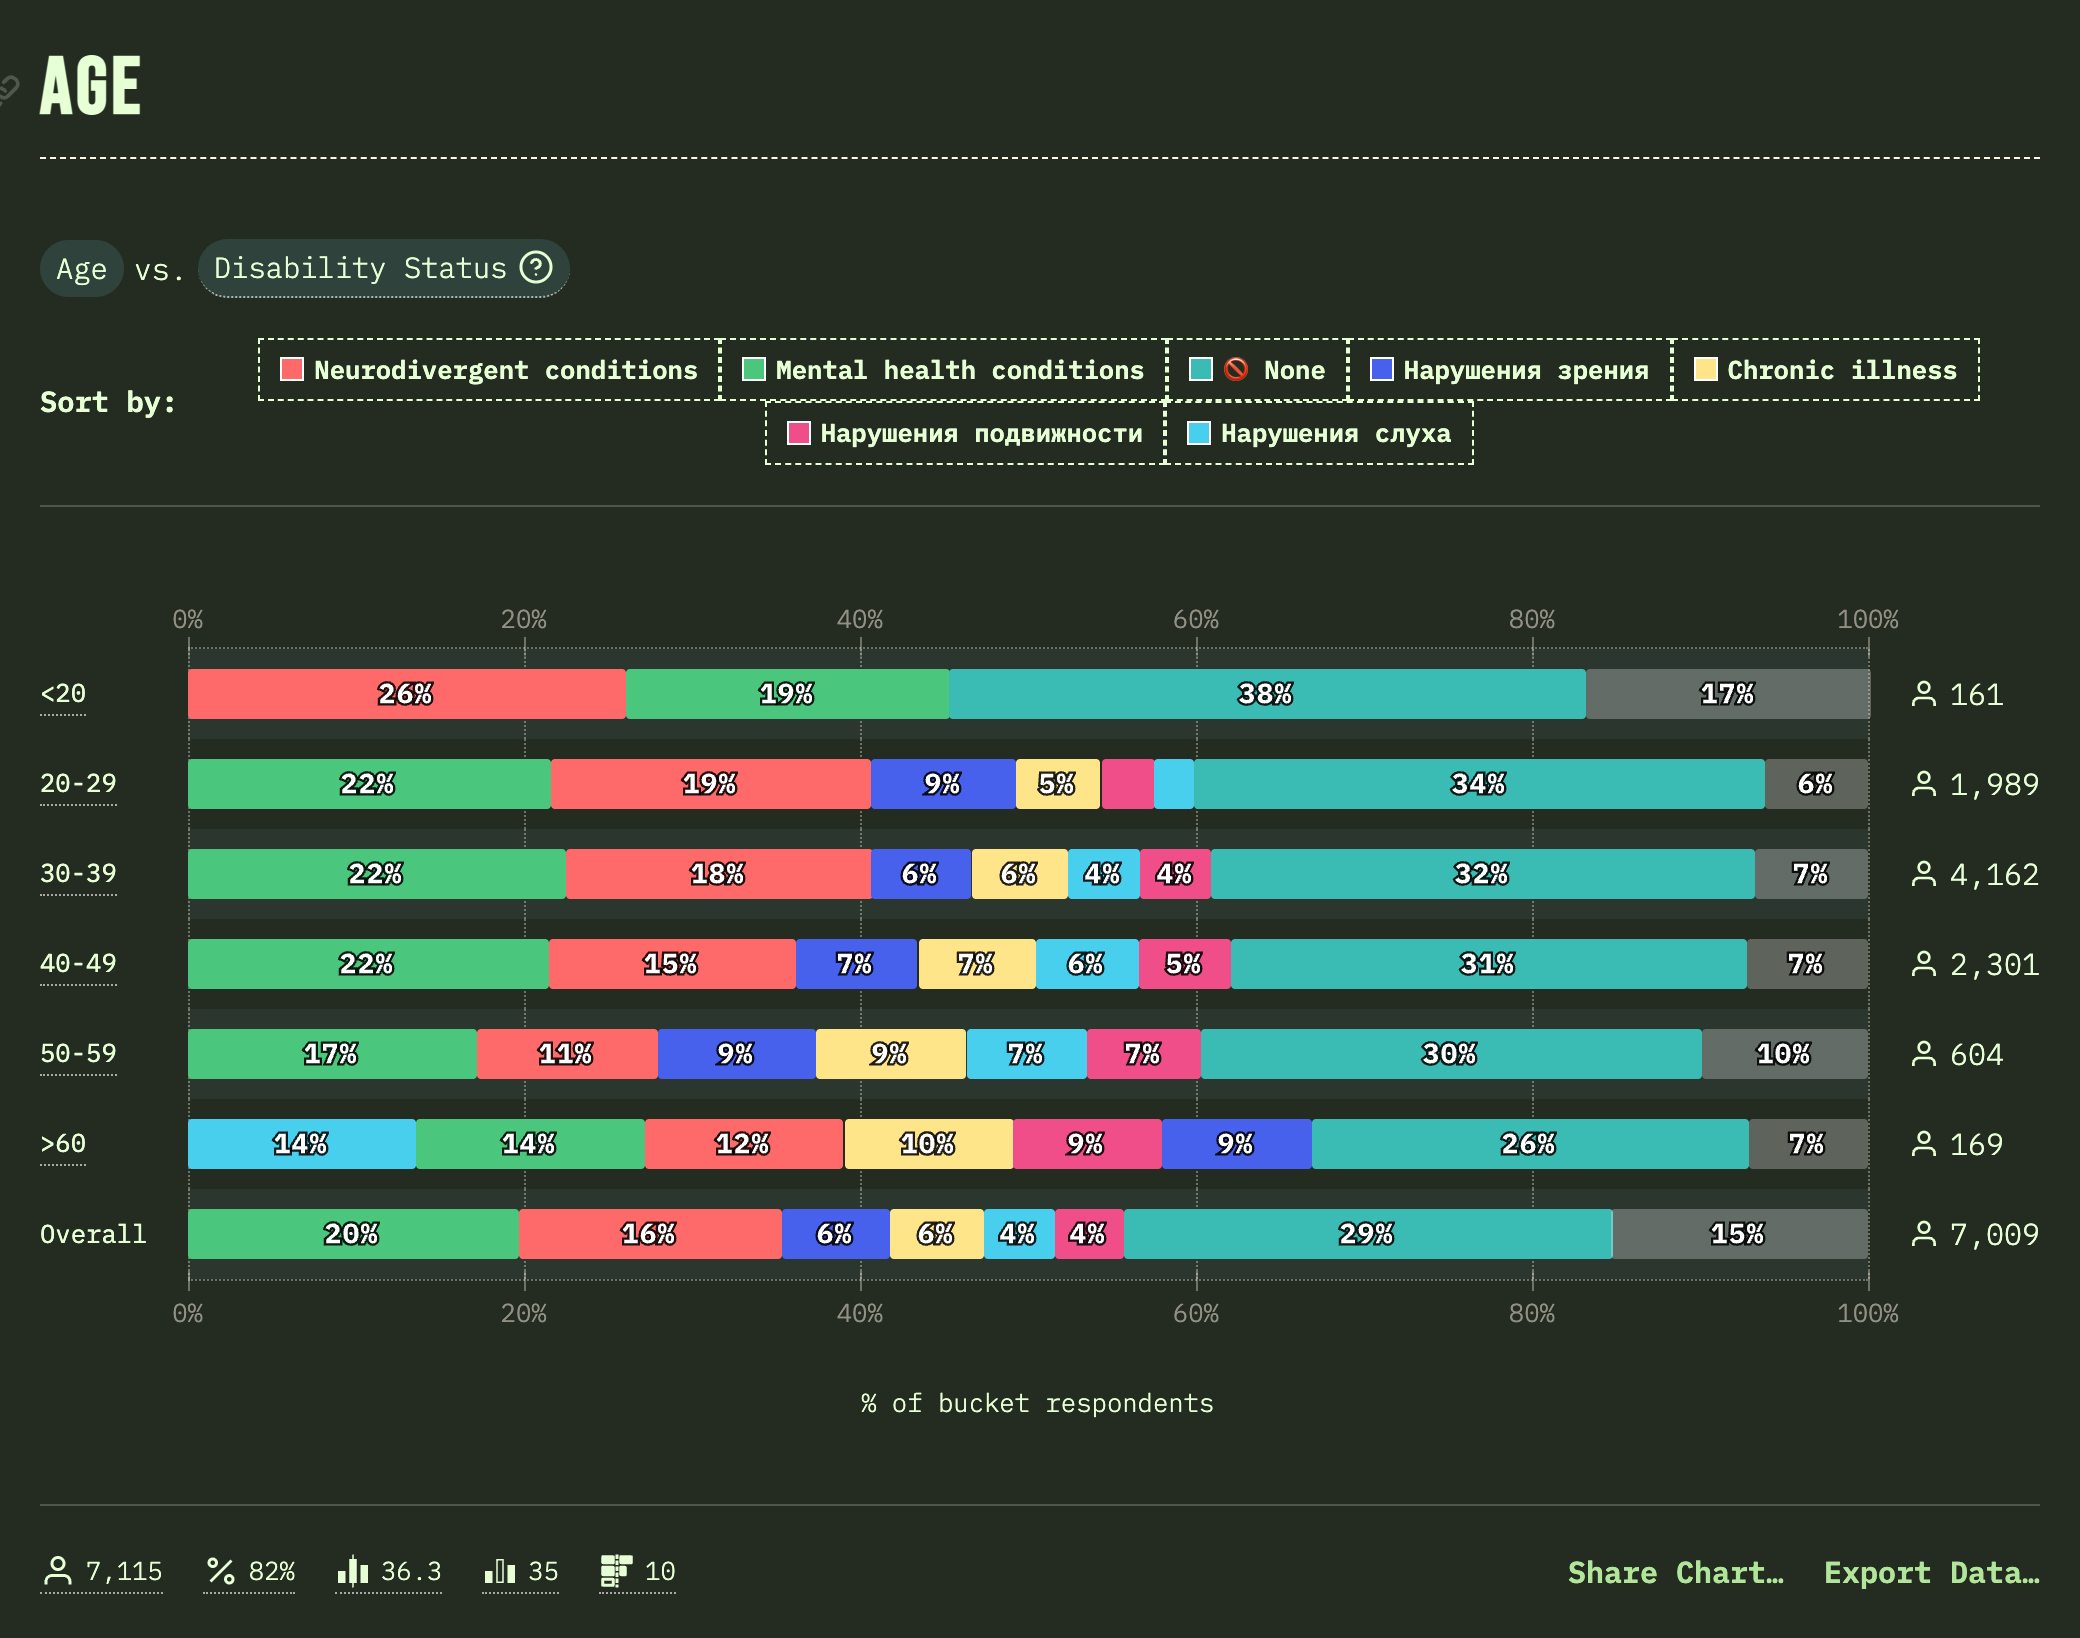 AGE
Age vs. Disability Status ?
Sort by:
Neurodivergent conditions Mental health conditions 🚫 None Нарушения зрения Chronic illness
Нарушения подвижности Нарушения слуха
0% 20% 40% 60% 80% 100%
<20 26% 19% 38% 17% 161
20-29 22% 19% 9% 5% 34% 6% 1,989
30-39 22% 18% 6% 6% 4% 4% 32% 7% 4,162
40-49 22% 15% 7% 7% 6% 5% 31% 7% 2,301
50-59 17% 11% 9% 9% 7% 7% 30% 10% 604
>60 14% 14% 12% 10% 9% 9% 26% 7% 169
Overall 20% 16% 6% 6% 4% 4% 29% 15% 7,009
0% 20% 40% 60% 80% 100%
% of bucket respondents
7,115 82% 36.3 35 10 Share Chart… Export Data…